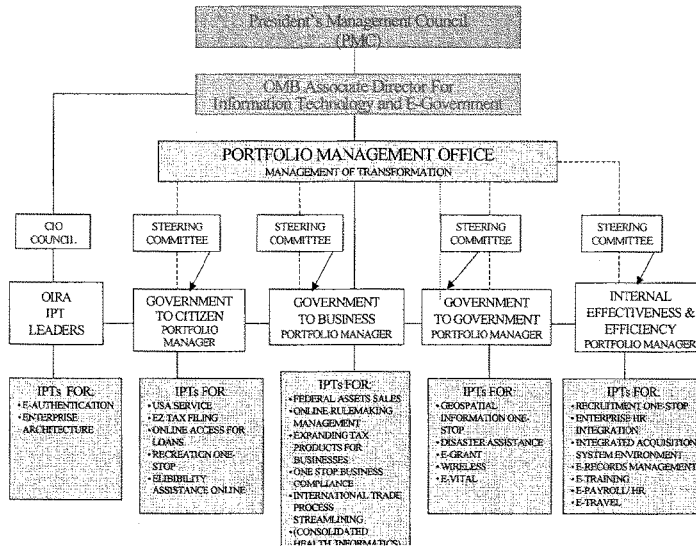 President's Management Council
(PMC)
OMB Associate Director For
Information Technology and E-Government
PORTFOLIO MANAGEMENT OFFICE
MANAGEMENT OF TRANSFORMATION
CIO
COUNCIL
STEERING
COMMITTEE
STEERING
COMMITTEE
STEERING
COMMITTEE
STEERING
COMMITTEE
OIRA
IPT
LEADERS
GOVERNMENT
TO CITIZEN
PORTFOLIO
MANAGER
GOVERNMENT
TO BUSINESS
PORTFOLIO MANAGER
GOVERNMENT
TO GOVERNMENT
PORTFOLIO MANAGER
INTERNAL
EFFECTIVENESS &
EFFICIENCY
PORTFOLIO MANAGER
IPTs FOR:
•E-AUTHENTICATION
•ENTERPRISE
ARCHITECTURE
IPTs FOR:
•USA SERVICE
•EZ TAX FILING
•ONLINE ACCESS FOR
LOANS
•RECREATION ONE-
STOP
•ELIBIBILITY
ASSISTANCE ONLINE
IPTs FOR:
•FEDERAL ASSETS SALES
•ONLINE RULEMAKING
MANAGEMENT
•EXPANDING TAX
PRODUCTS FOR
BUSINESSES
•ONE STOP BUSINESS
COMPLIANCE
•INTERNATIONAL TRADE
PROCESS
STREAMLINING
•(CONSOLIDATED
HEALTH INFORMATICS)
IPTs FOR:
•GEOSPATIAL
INFORMATION ONE-
STOP
•DISASTER ASSISTANCE
•E-GRANT
•WIRELESS
•E-VITAL
IPTs FOR:
•RECRUITMENT ONE-STOP
•ENTERPRISE HR
INTEGRATION
•INTEGRATED ACQUISITION
SYSTEM ENVIRONMENT
•E-RECORDS MANAGEMENT
•E-TRAINING
•E-PAYROLL/ HR
•E-TRAVEL